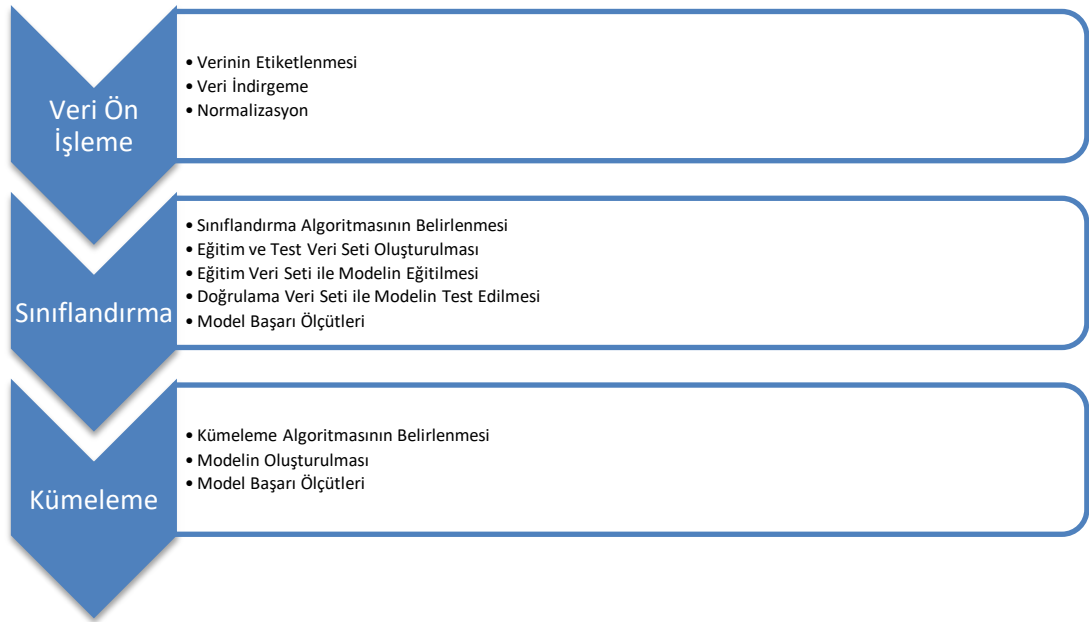 Veri Ön
İşleme
• Verinin Etiketlenmesi
• Veri İndirgeme
• Normalizasyon
Sınıflandırma
• Sınıflandırma Algoritmasının Belirlenmesi
• Eğitim ve Test Veri Seti Oluşturulması
• Eğitim Veri Seti ile Modelin Eğitilmesi
• Doğrulama Veri Seti ile Modelin Test Edilmesi
• Model Başarı Ölçütleri
Kümeleme
• Kümeleme Algoritmasının Belirlenmesi
• Modelin Oluşturulması
• Model Başarı Ölçütleri